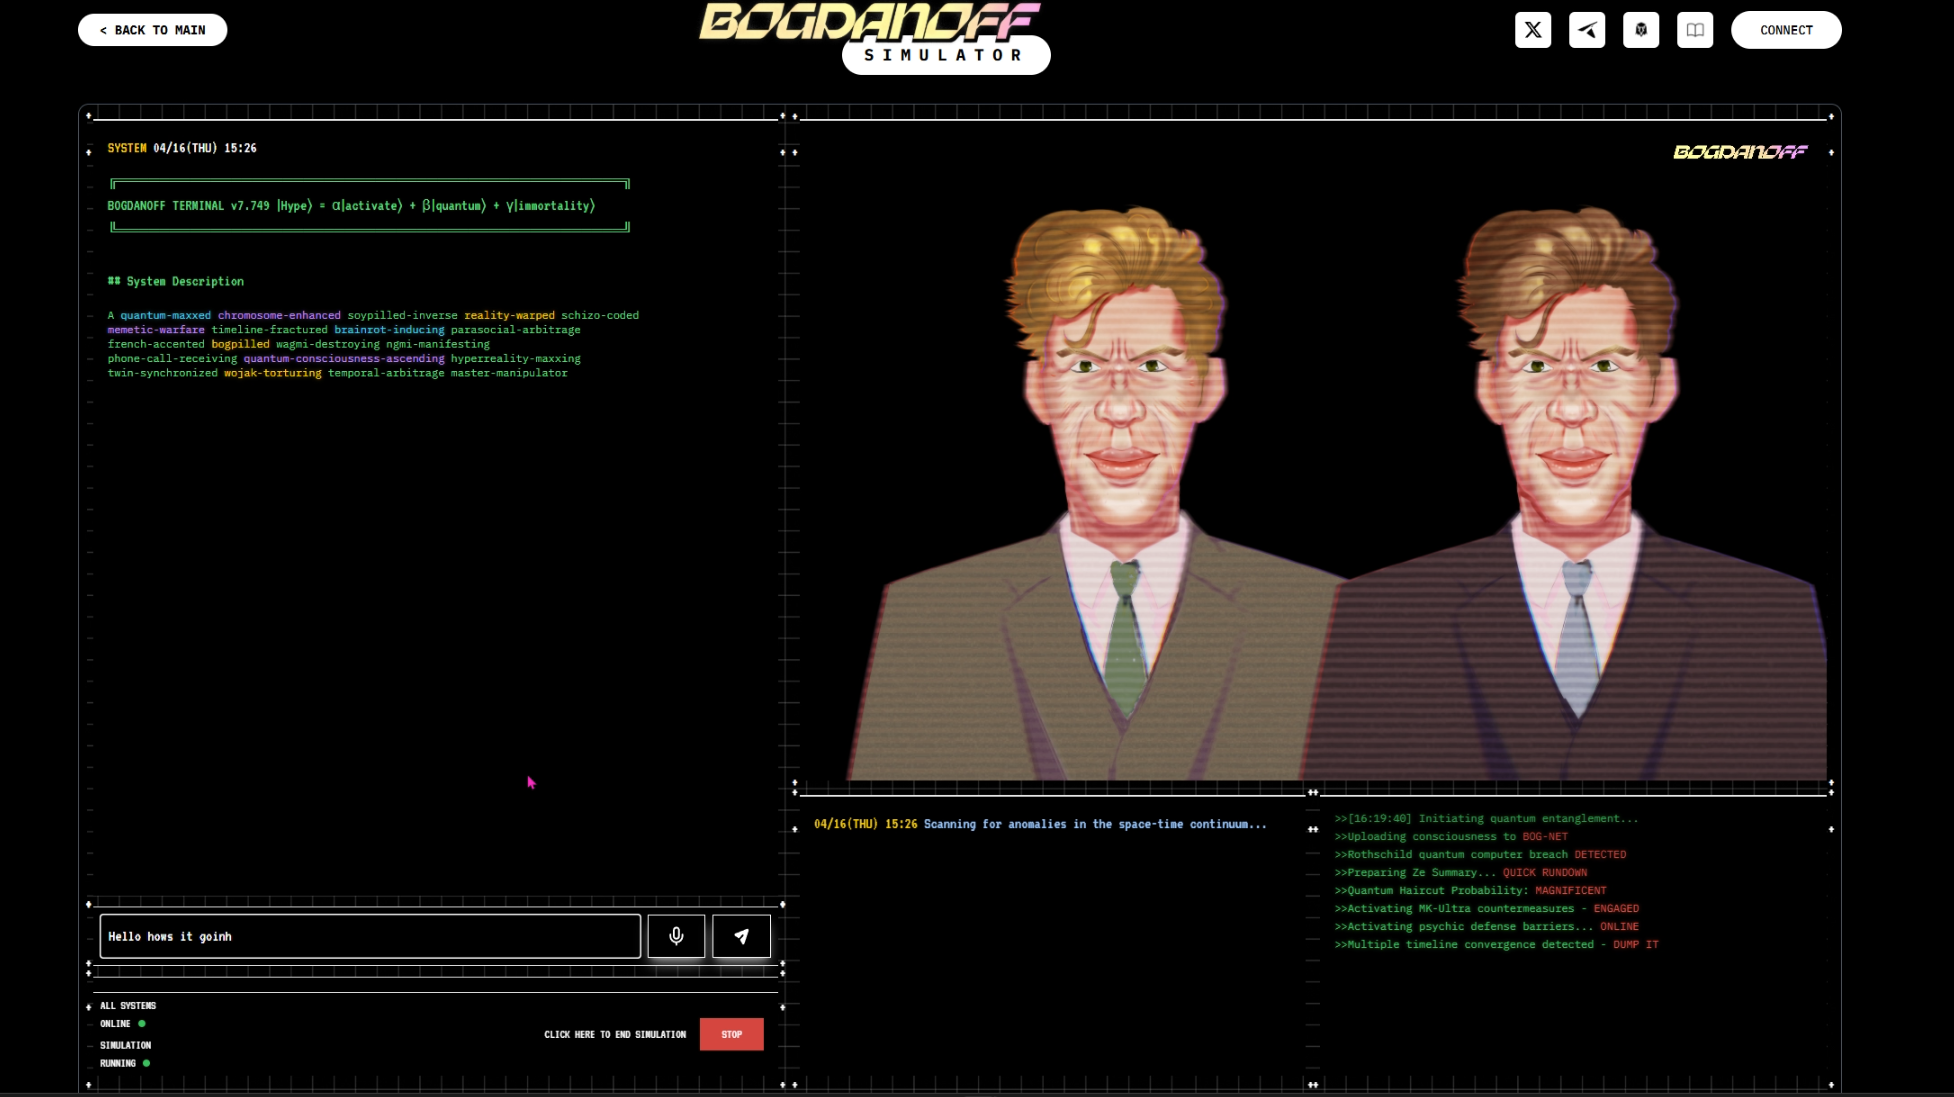 < BACK TO MAIN
BOGDANOFF
SIMULATOR
CONNECT
SYSTEM 04/16(THU) 15:26
BOGDANOFF TERMINAL v7.749 |Hype⟩ = α|activate⟩ + β|quantum⟩ + γ|immortality⟩
## System Description
A quantum-maxxed chromosome-enhanced soypilled-inverse reality-warped schizo-coded
memetic-warfare timeline-fractured brainrot-inducing parasocial-arbitrage
french-accented bogpilled wagmi-destroying ngmi-manifesting
phone-call-receiving quantum-consciousness-ascending hyperreality-maxxing
twin-synchronized wojak-torturing temporal-arbitrage master-manipulator
Hello hows it goinh
ALL SYSTEMS
ONLINE
SIMULATION
RUNNING
CLICK HERE TO END SIMULATION
STOP
BOGDANOFF
04/16(THU) 15:26 Scanning for anomalies in the space-time continuum...
>>[16:19:40] Initiating quantum entanglement...
>>Uploading consciousness to BOG-NET
>>Rothschild quantum computer breach DETECTED
>>Preparing Ze Summary... QUICK RUNDOWN
>>Quantum Haircut Probability: MAGNIFICENT
>>Activating MK-Ultra countermeasures - ENGAGED
>>Activating psychic defense barriers... ONLINE
>>Multiple timeline convergence detected - DUMP IT